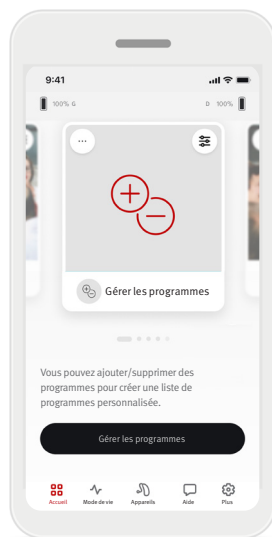 9:41
100% G
D 100%
Gérer les programmes
Vous pouvez ajouter/supprimer des
programmes pour créer une liste de
programmes personnalisée.
Gérer les programmes
Accueil Mode de vie Appareils Aide Plus